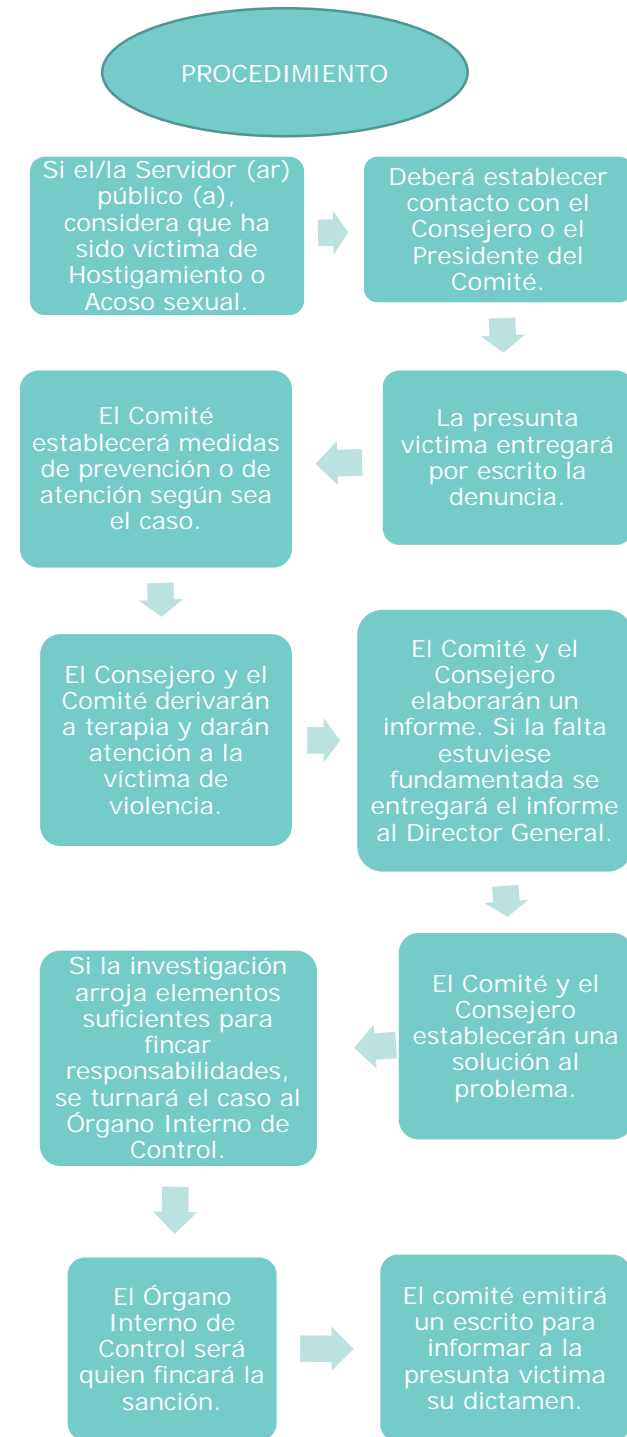 PROCEDIMIENTO
Si el/la Servidor (ar)
público (a),
considera que ha
sido víctima de
Hostigamiento o
Acoso sexual.
Deberá establecer
contacto con el
Consejero o el
Presidente del
Comité.
La presunta
victima entregará
por escrito la
denuncia.
El Comité
establecerá medidas
de prevención o de
atención según sea
el caso.
El Consejero y el
Comité derivarán
a terapia y darán
atención a la
víctima de
violencia.
El Comité y el
Consejero
elaborarán un
informe. Si la falta
estuviese
fundamentada se
entregará el informe
al Director General.
El Comité y el
Consejero
establecerán una
solución al
problema.
Si la investigación
arroja elementos
suficientes para
fincar
responsabilidades,
se turnará el caso al
Órgano Interno de
Control.
El Órgano
Interno de
Control será
quien fincará la
sanción.
El comité emitirá
un escrito para
informar a la
presunta victima
su dictamen.